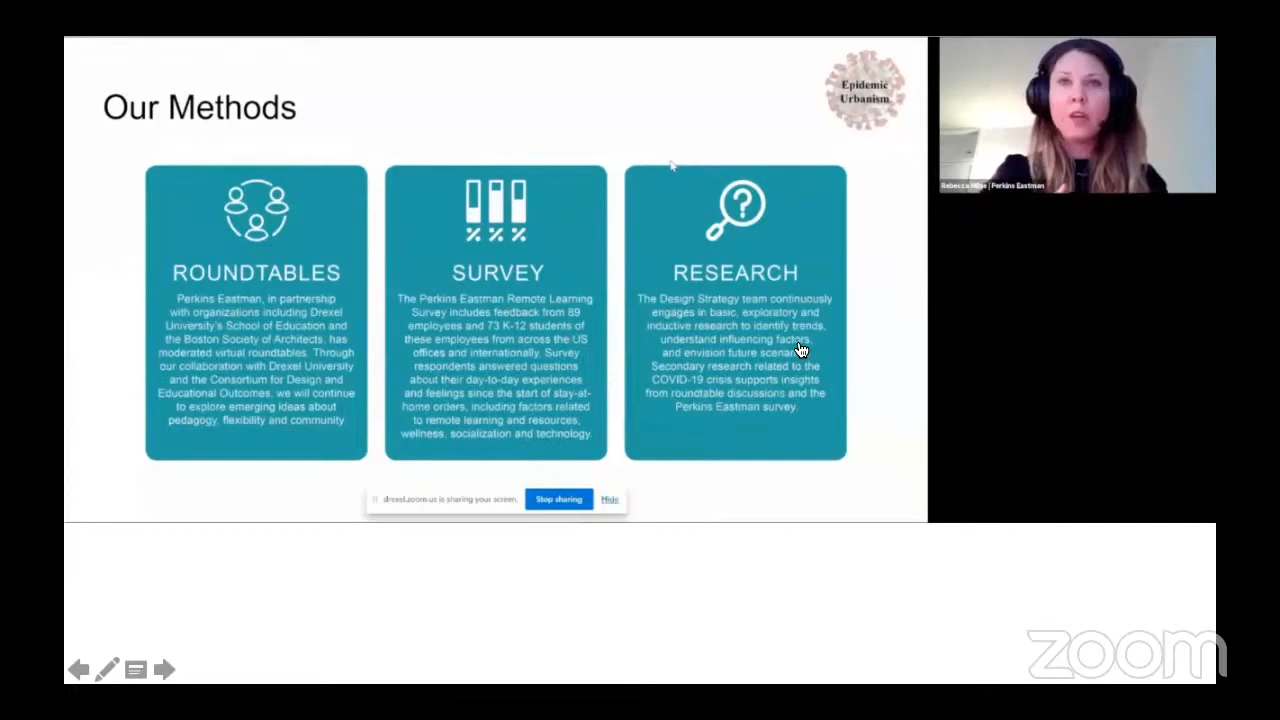 Our Methods
Epidemic
Urbanism
ROUNDTABLES
Perkins Eastman, in partnership
with organizations including Drexel
University's School of Education and
the Boston Society of Architects, has
moderated virtual roundtables. Through
our collaboration with Drexel University
and the Consortium for Design and
Educational Outcomes, we will continue
to explore emerging ideas about
pedagogy, flexibility and community
SURVEY
The Perkins Eastman Remote Learning
Survey includes feedback from 89
employees and 73 K-12 students of
these employees from across the US
offices and internationally. Survey
respondents answered questions
about their day-to-day experiences
and feelings since the start of stay-at-
home orders, including factors related
to remote learning and resources,
wellness, socialization and technology.
RESEARCH
The Design Strategy team continuously
engages in basic, exploratory and
inductive research to identify trends,
understand influencing factors,
and envision future scenarios.
Secondary research related to the
COVID-19 crisis supports insights
from roundtable discussions and the
Perkins Eastman survey.
Rebecca | Perkins Eastman
drexel.zoom.us is sharing your screen.
Stop sharing
Hide
zoom